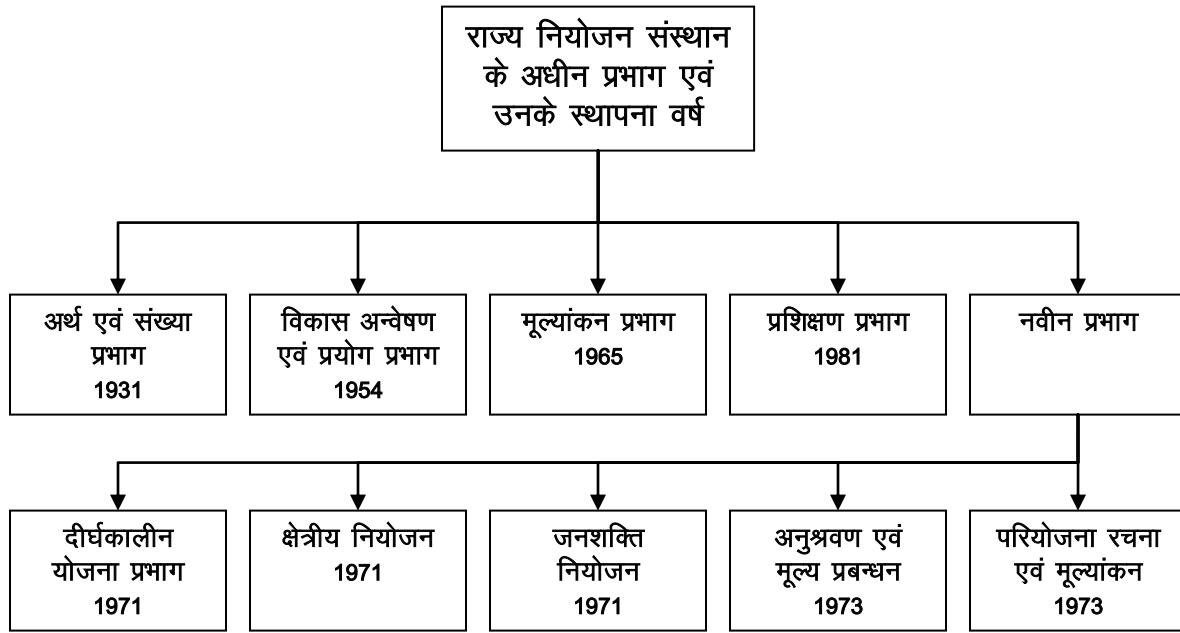 राज्य नियोजन संस्थान
के अधीन प्रभाग एवं
उनके स्थापना वर्ष
अर्थ एवं संख्या
प्रभाग
1931
विकास अन्वेषण
एवं प्रयोग प्रभाग
1954
मूल्यांकन प्रभाग
1965
प्रशिक्षण प्रभाग
1981
नवीन प्रभाग
दीर्घकालीन
योजना प्रभाग
1971
क्षेत्रीय नियोजन
1971
जनशक्ति
नियोजन
1971
अनुश्रवण एवं
मूल्य प्रबन्धन
1973
परियोजना रचना
एवं मूल्यांकन
1973